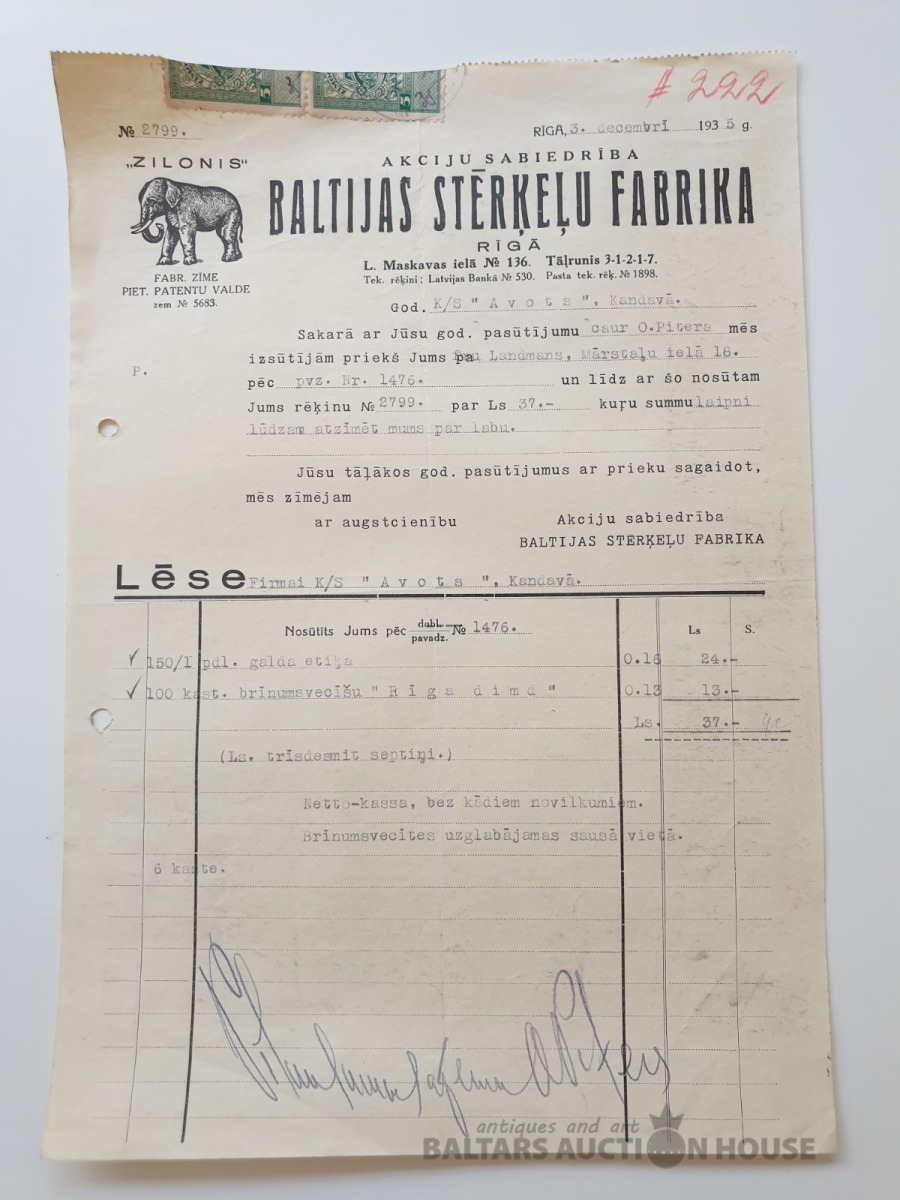 # 222
№ 2799.
RĪGĀ, 3. decembrī 1935 g.
„ZILONIS"
AKCIJU SABIEDRĪBA
BALTIJAS STĒRĶEĻU FABRIKA
RĪGĀ
L. Maskavas ielā № 136. Tāļrunis 3-1-2-1-7.
Tek. rēķini: Latvijas Bankā № 530. Pasta tek. rēķ. № 1898.
FABR. ZĪME
PIET. PATENTU VALDE
zem № 5683.
God. K/S " A v o t s ", Kandavā.
Sakarā ar Jūsu god. pasūtījumu caur O.Pitera mēs
izsūtījām priekš Jums pa Landmans, Mārstaļu ielā 18.
P.
pēc pvz. Nr. 1476. un līdz ar šo nosūtam
Jums rēķinu № 2799. par Ls 37.- kuŗu summu laipni
lūdzam atzīmēt mums par labu.
Jūsu tāļākos god. pasūtījumus ar prieku sagaidot,
mēs zīmējam
ar augstcienību Akciju sabiedrība
BALTIJAS STĒRĶEĻU FABRIKA
Lēse Firmai K/S " A v o t s ", Kandavā.
Nosūtīts Jums pēc dubl. pavadz. № 1476. Ls S.
150/1 pdl. galda etiķa 0.16 24.-
100 kast. brīnumsvecīšu " R ī g a d i m d " 0.13 13.-
Ls. 37.-
(Ls. trīsdesmit septiņi.)
Netto-kassa, bez kādiem novilkumiem.
Brīnumsvecītes uzglabājamas sausā vietā.
6 kaste.
antiques and art
BALTARS AUCTION HOUSE